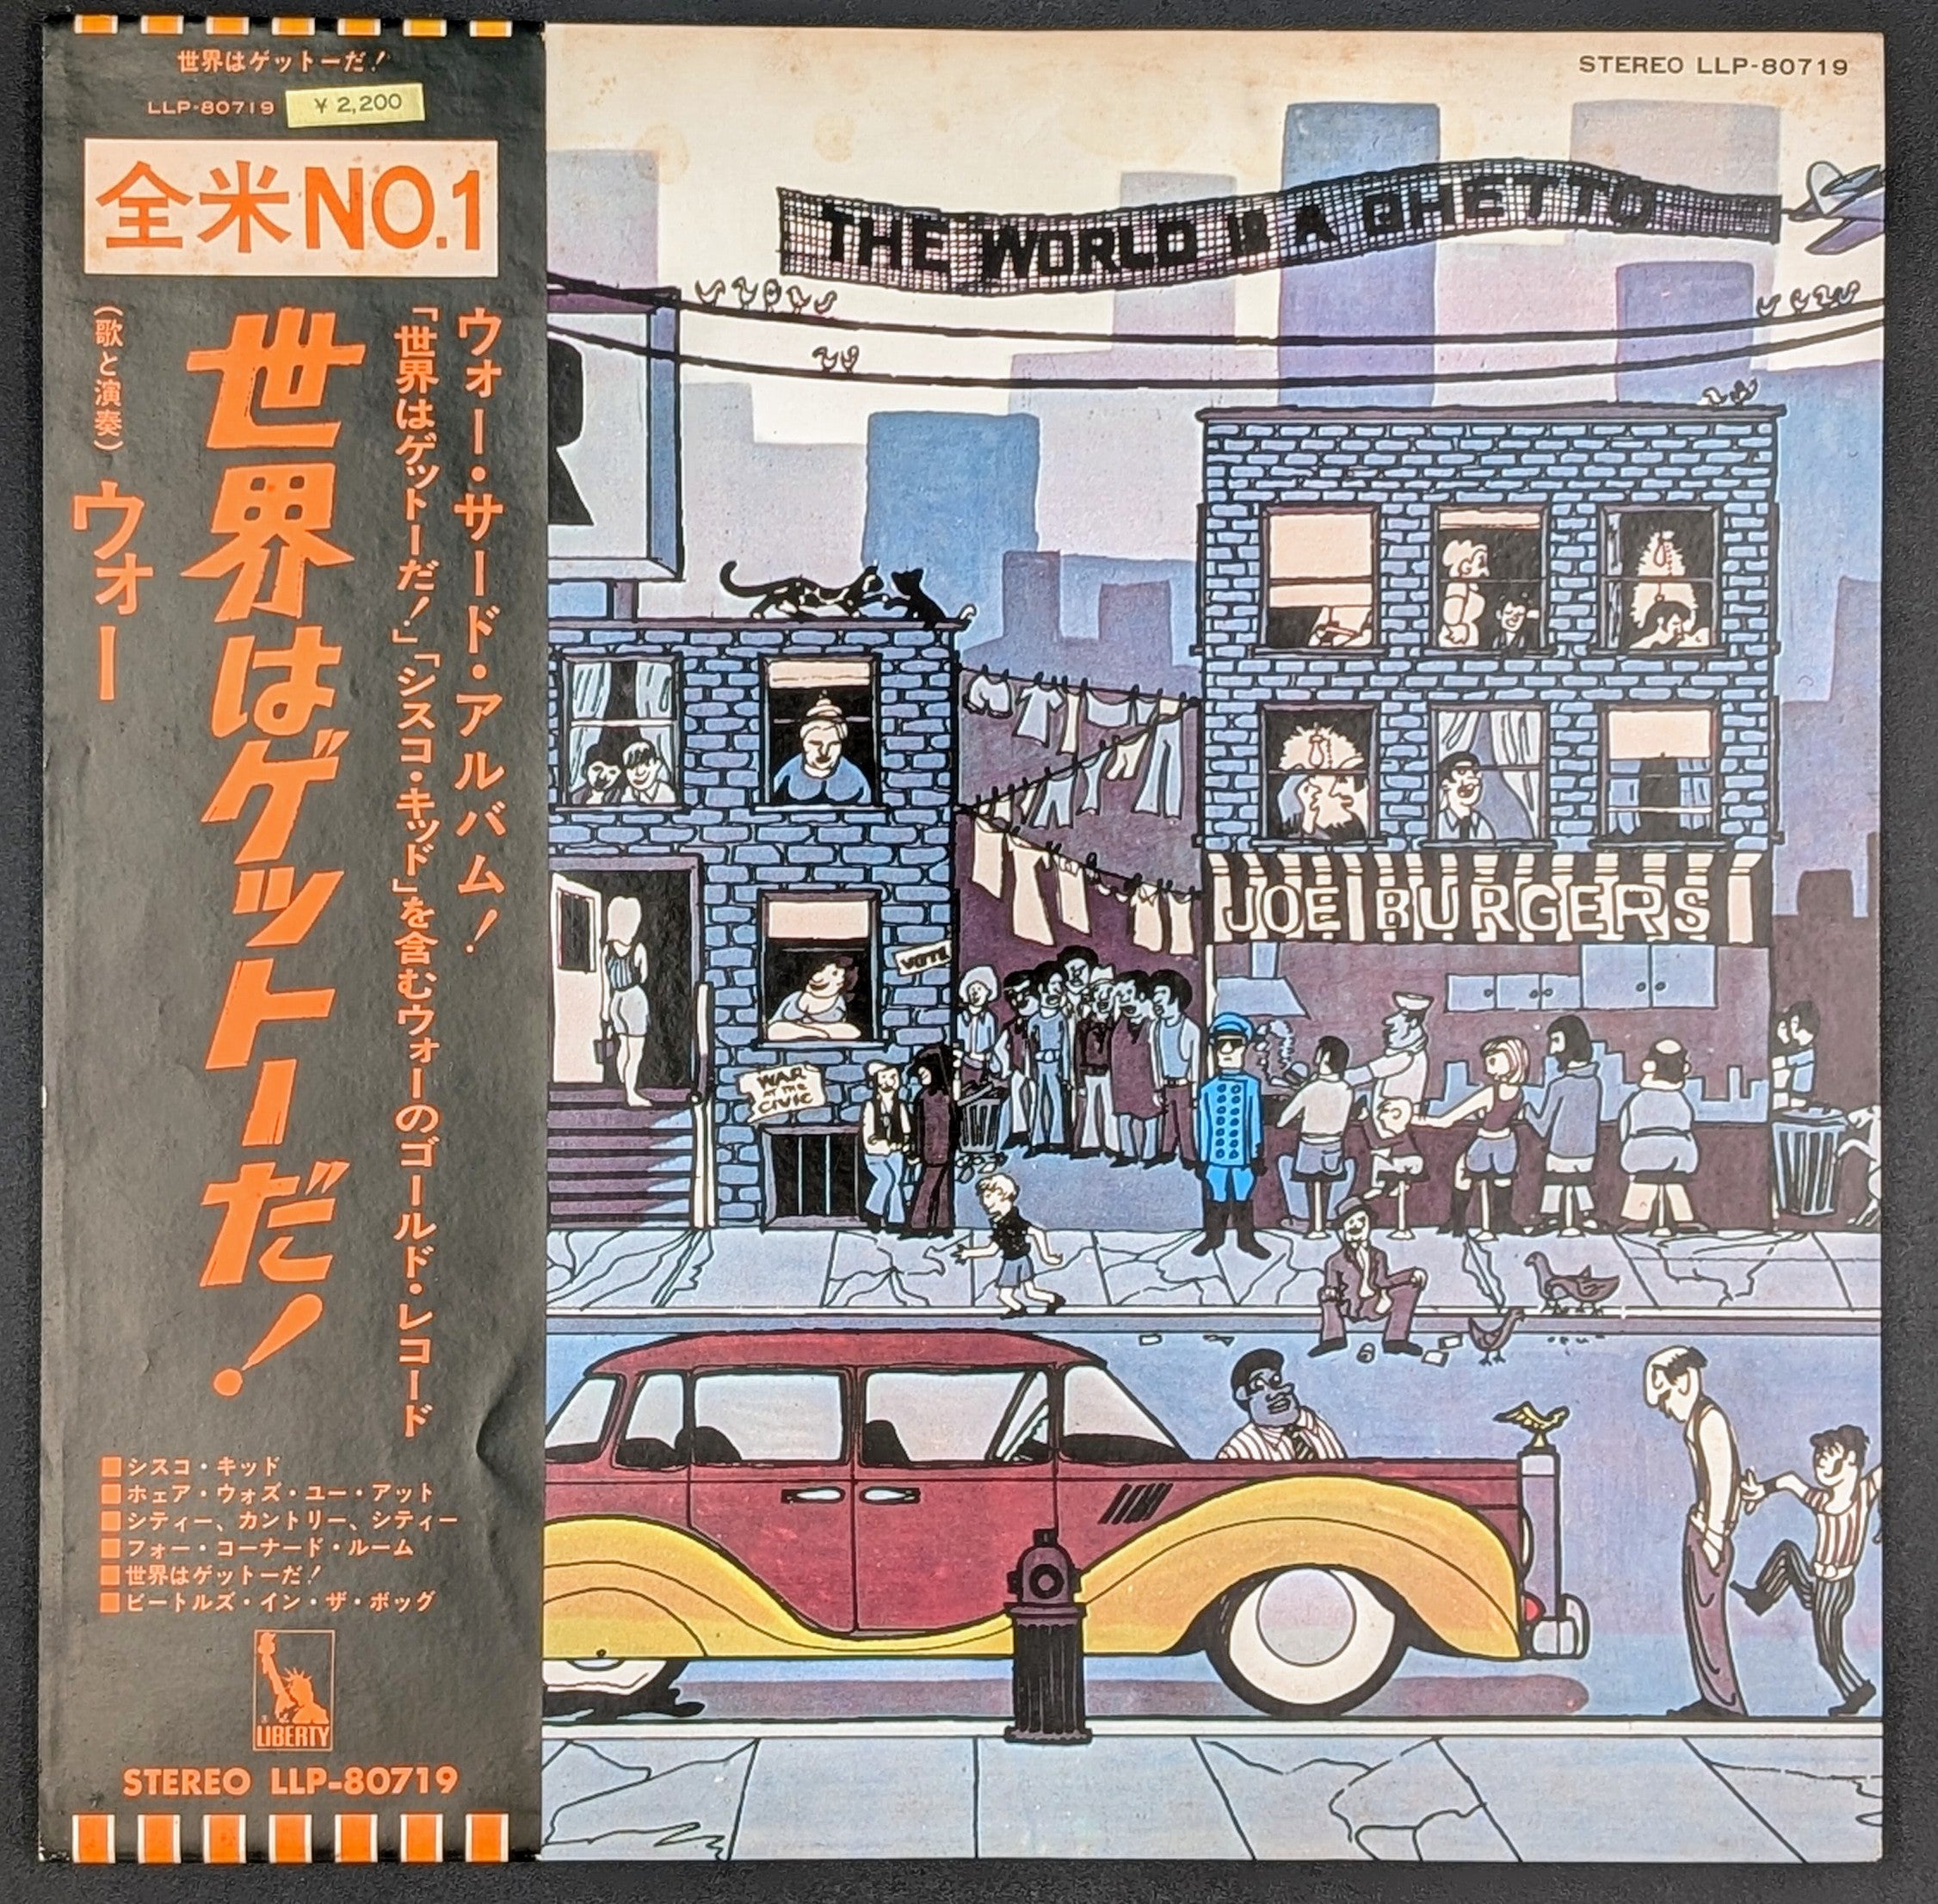 世界はゲットーだ！
LLP-80719
¥ 2,200
全米NO.1
ウォー・サード・アルバム！
「世界はゲットーだ！」「シスコ・キッド」を含むウォーのゴールド・レコード
世界はゲットーだ！
(歌と演奏)
ウォー
■シスコ・キッド
■ホェア・ウォズ・ユー・アット
■シティー、カントリー、シティー
■フォー・コーナード・ルーム
■世界はゲットーだ！
■ビートルズ・イン・ザ・ボッグ
LIBERTY
STEREO LLP-80719
STEREO LLP-80719
THE WORLD IS A GHETTO
R
JOE BURGERS
VOTE
WAR
AT THE
CIVIC